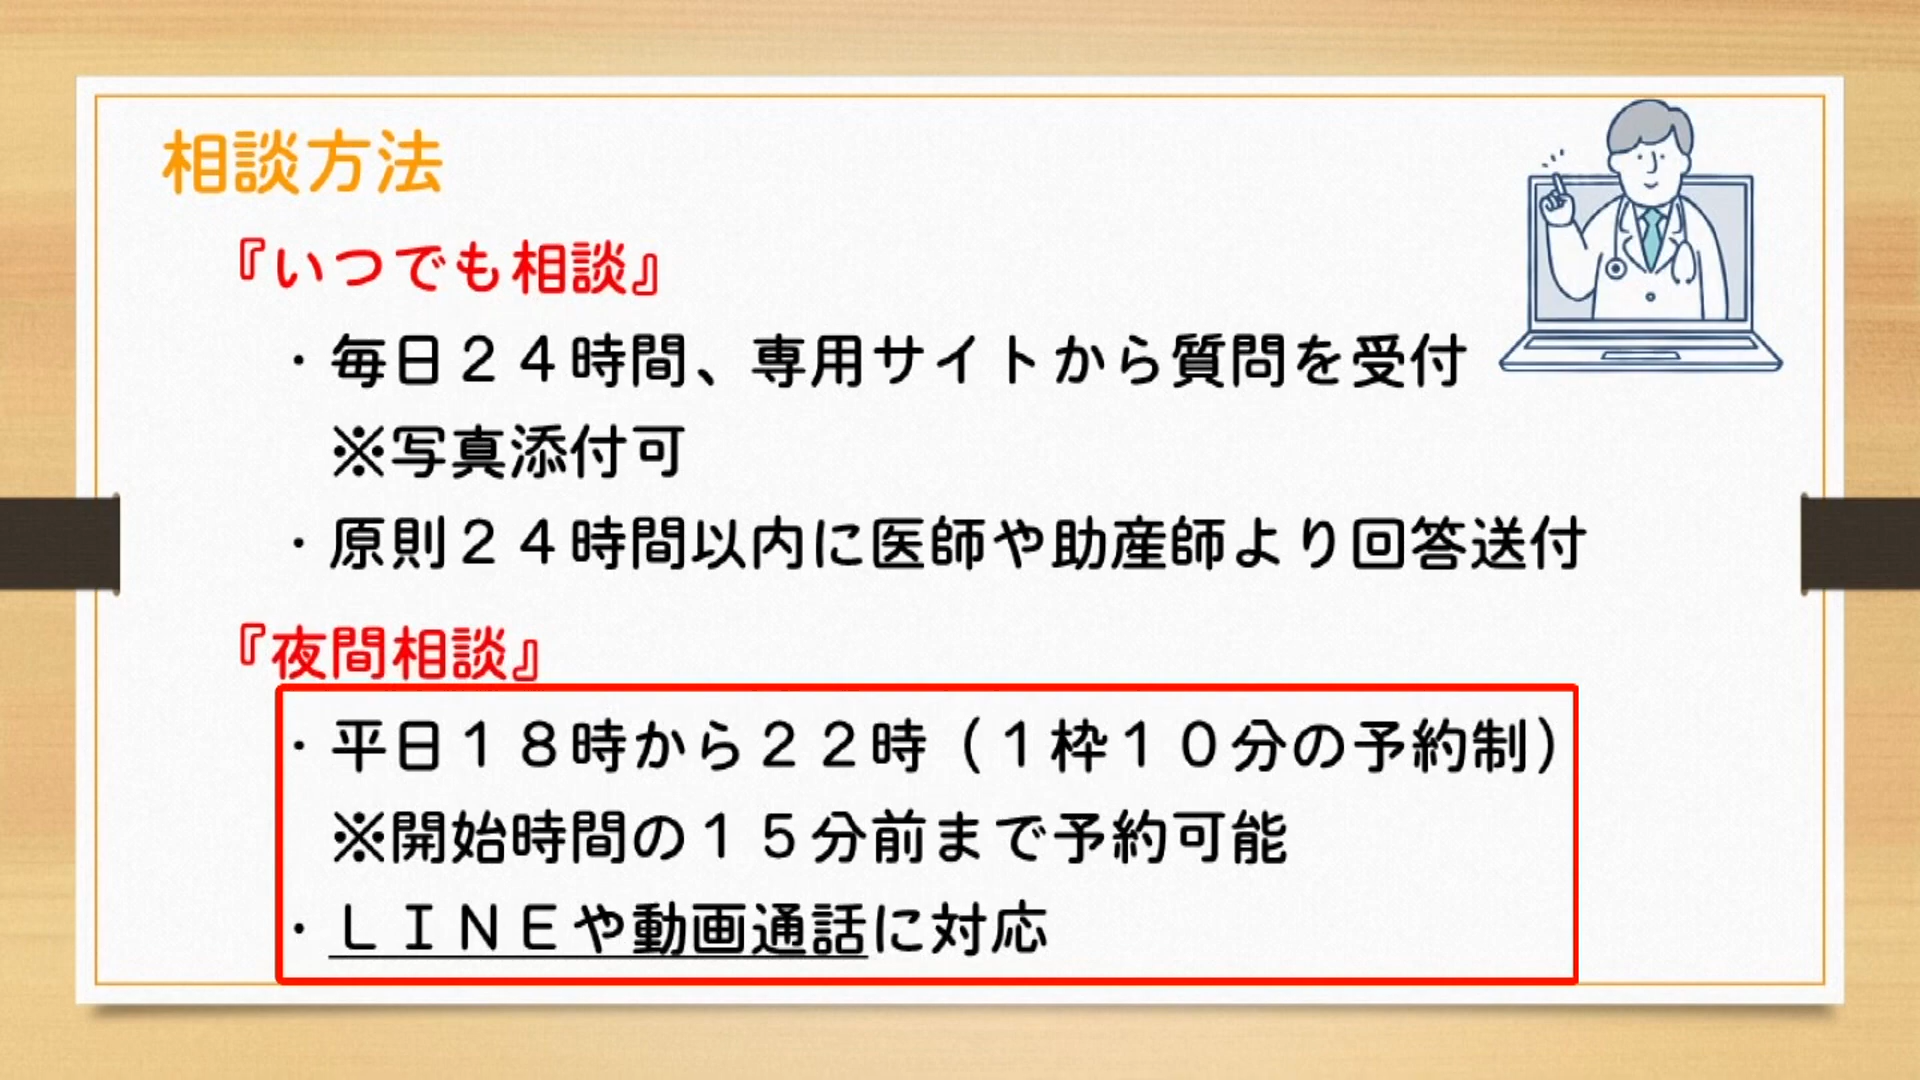 相談方法
『いつでも相談』
・毎日２４時間、専用サイトから質問を受付
※写真添付可
・原則２４時間以内に医師や助産師より回答送付
『夜間相談』
・平日１８時から２２時（１枠１０分の予約制）
※開始時間の１５分前まで予約可能
・ＬＩＮＥや動画通話に対応